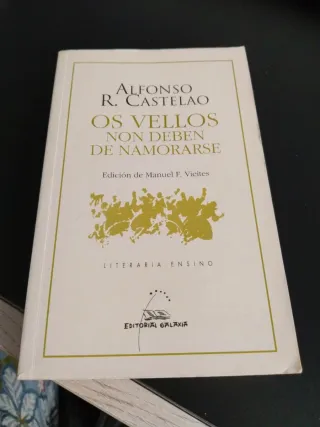 ALFONSO
R. CASTELAO
OS VELLOS
NON DEBEN
DE NAMORARSE
Edición de Manuel F. Vieites
LITERARIA ENSINO
EDITORIAL GALAXIA